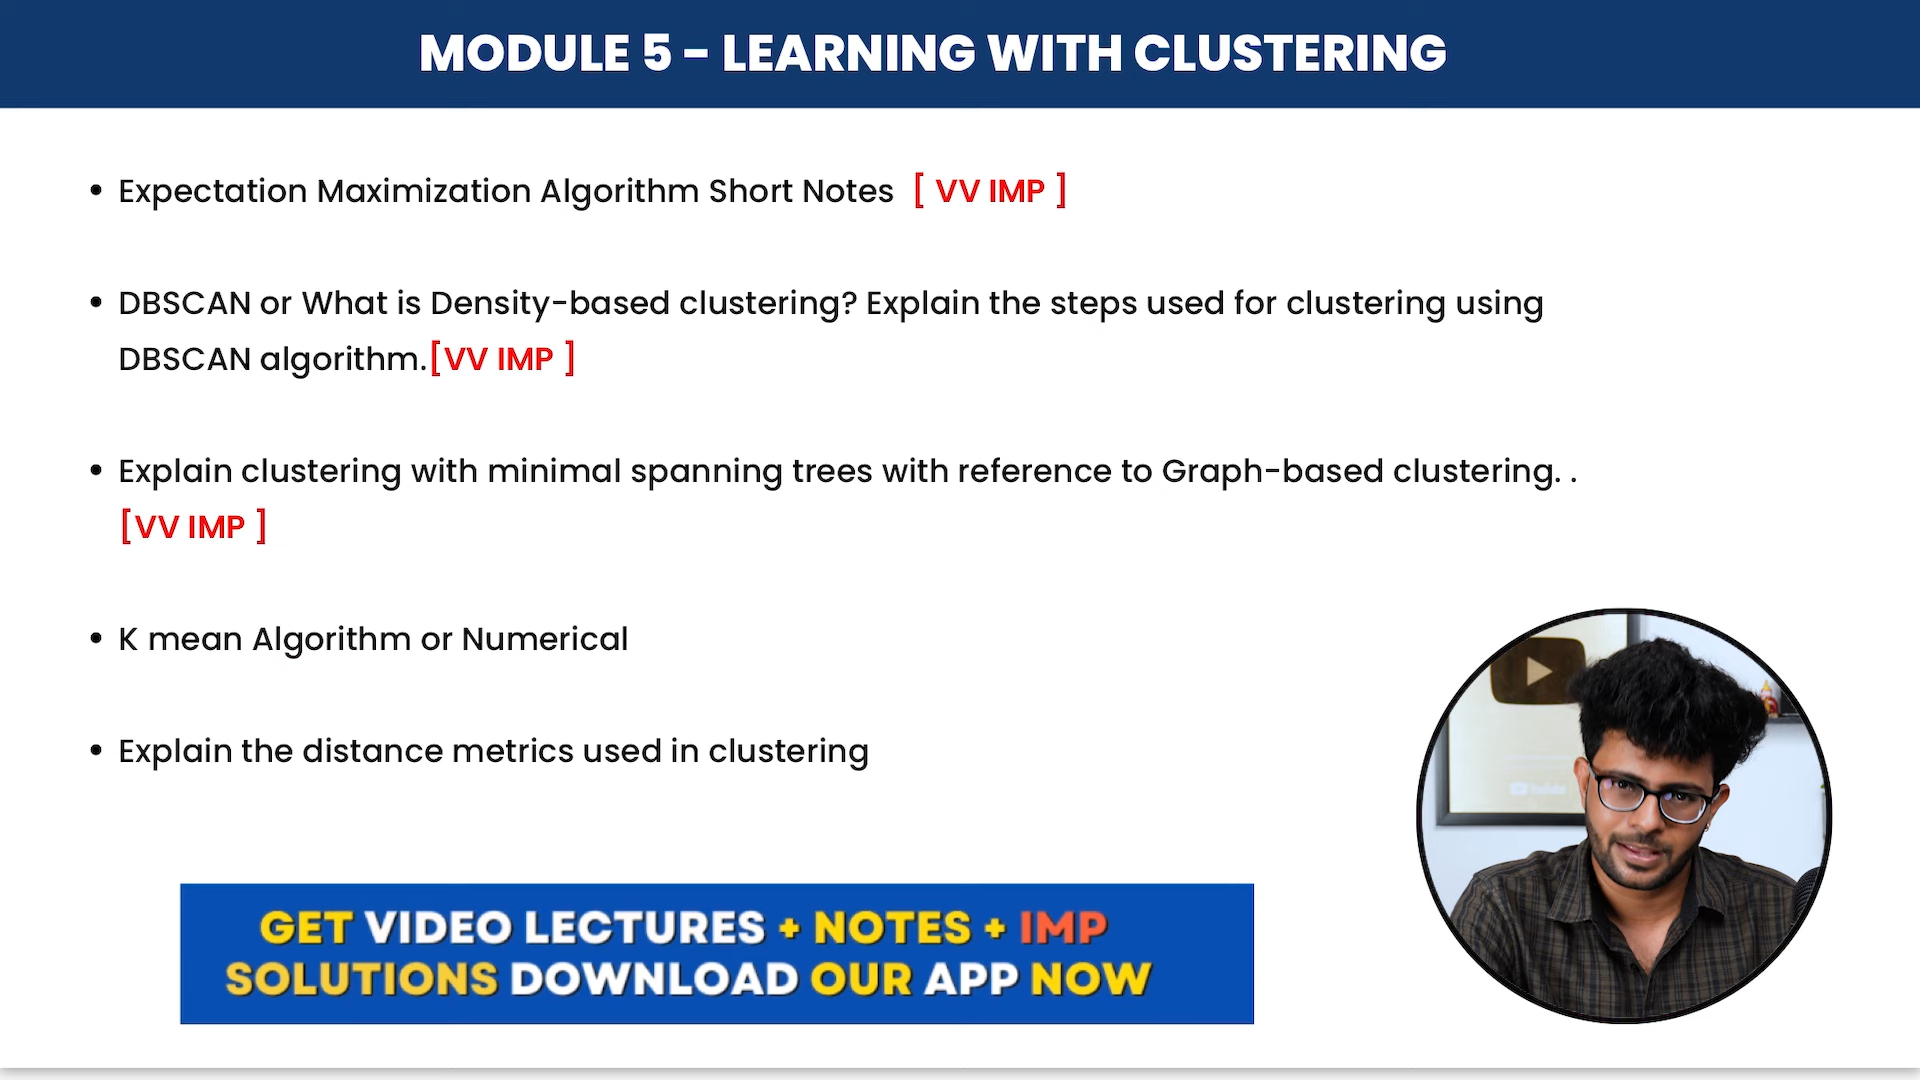 MODULE 5 - LEARNING WITH CLUSTERING
• Expectation Maximization Algorithm Short Notes [ VV IMP ]
• DBSCAN or What is Density-based clustering? Explain the steps used for clustering using
DBSCAN algorithm.[VV IMP ]
• Explain clustering with minimal spanning trees with reference to Graph-based clustering. .
[VV IMP ]
• K mean Algorithm or Numerical
• Explain the distance metrics used in clustering
GET VIDEO LECTURES + NOTES + IMP
SOLUTIONS DOWNLOAD OUR APP NOW